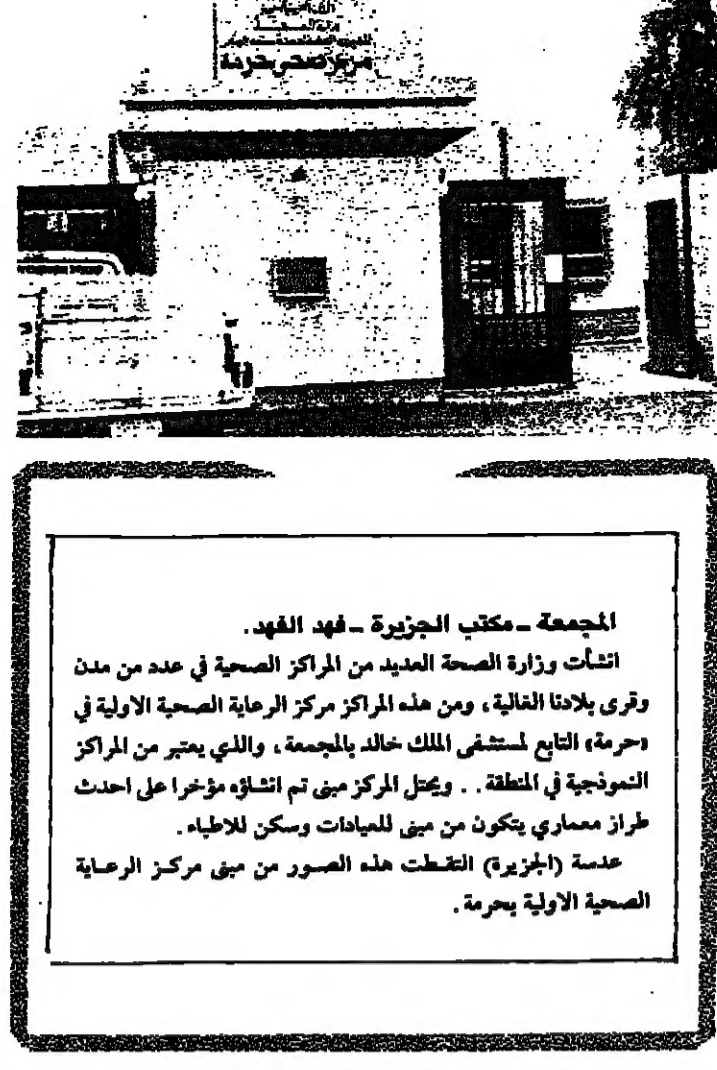 مركز صحي حرمة
المجمعة ـ مكتب الجزيرة ـ فهد الفهد .
انشأت وزارة الصحة العديد من المراكز الصحية في عدد من مدن
وقرى بلادنا الغالية ، ومن هذه المراكز مركز الرعاية الصحية الاولية في
«حرمة» التابع لمستشفى الملك خالد بالمجمعة ، والذي يعتبر من المراكز
النموذجية في المنطقة . . ويحتل المركز مبنى تم انشاؤه مؤخرا على احدث
طراز معماري يتكون من مبنى للعيادات وسكن للاطباء .
عدسة (الجزيرة) التقطت هذه الصور من مبنى مركز الرعاية
الصحية الاولية بحرمة .